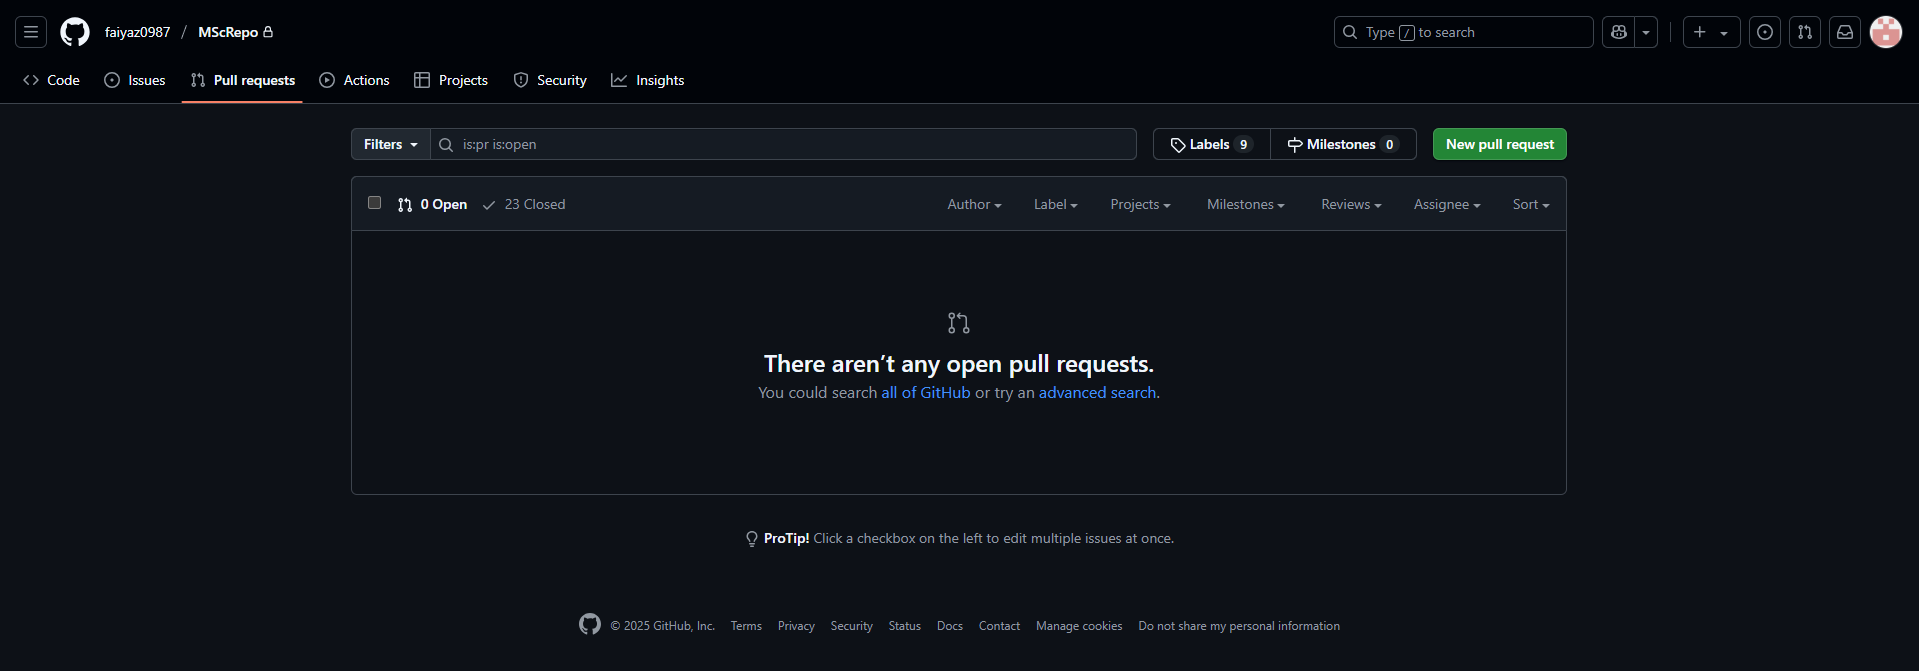 faiyaz0987 / MScRepo
Type / to search
Code Issues Pull requests Actions Projects Security Insights
Filters is:pr is:open Labels 9 Milestones 0 New pull request
0 Open 23 Closed Author Label Projects Milestones Reviews Assignee Sort
There aren’t any open pull requests.
You could search all of GitHub or try an advanced search.
ProTip! Click a checkbox on the left to edit multiple issues at once.
© 2025 GitHub, Inc. Terms Privacy Security Status Docs Contact Manage cookies Do not share my personal information